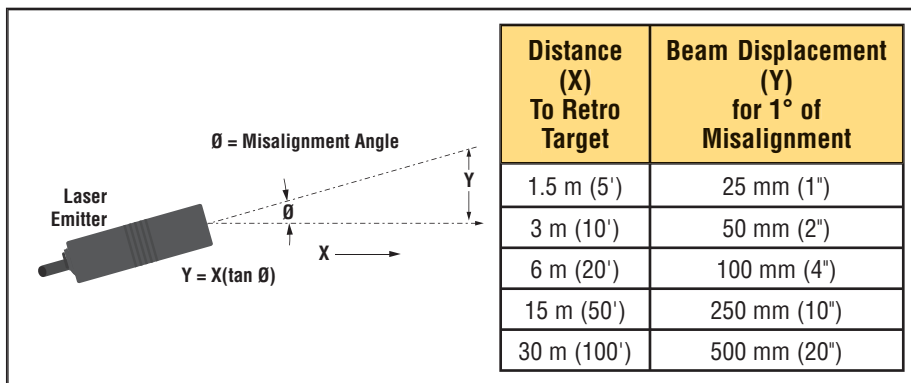 Ø = Misalignment Angle
Laser
Emitter
Ø
Y
X
Y = X(tan Ø)
Distance
(X)
To Retro
Target
Beam Displacement
(Y)
for 1° of
Misalignment
1.5 m (5') 25 mm (1")
3 m (10') 50 mm (2")
6 m (20') 100 mm (4")
15 m (50') 250 mm (10")
30 m (100') 500 mm (20")